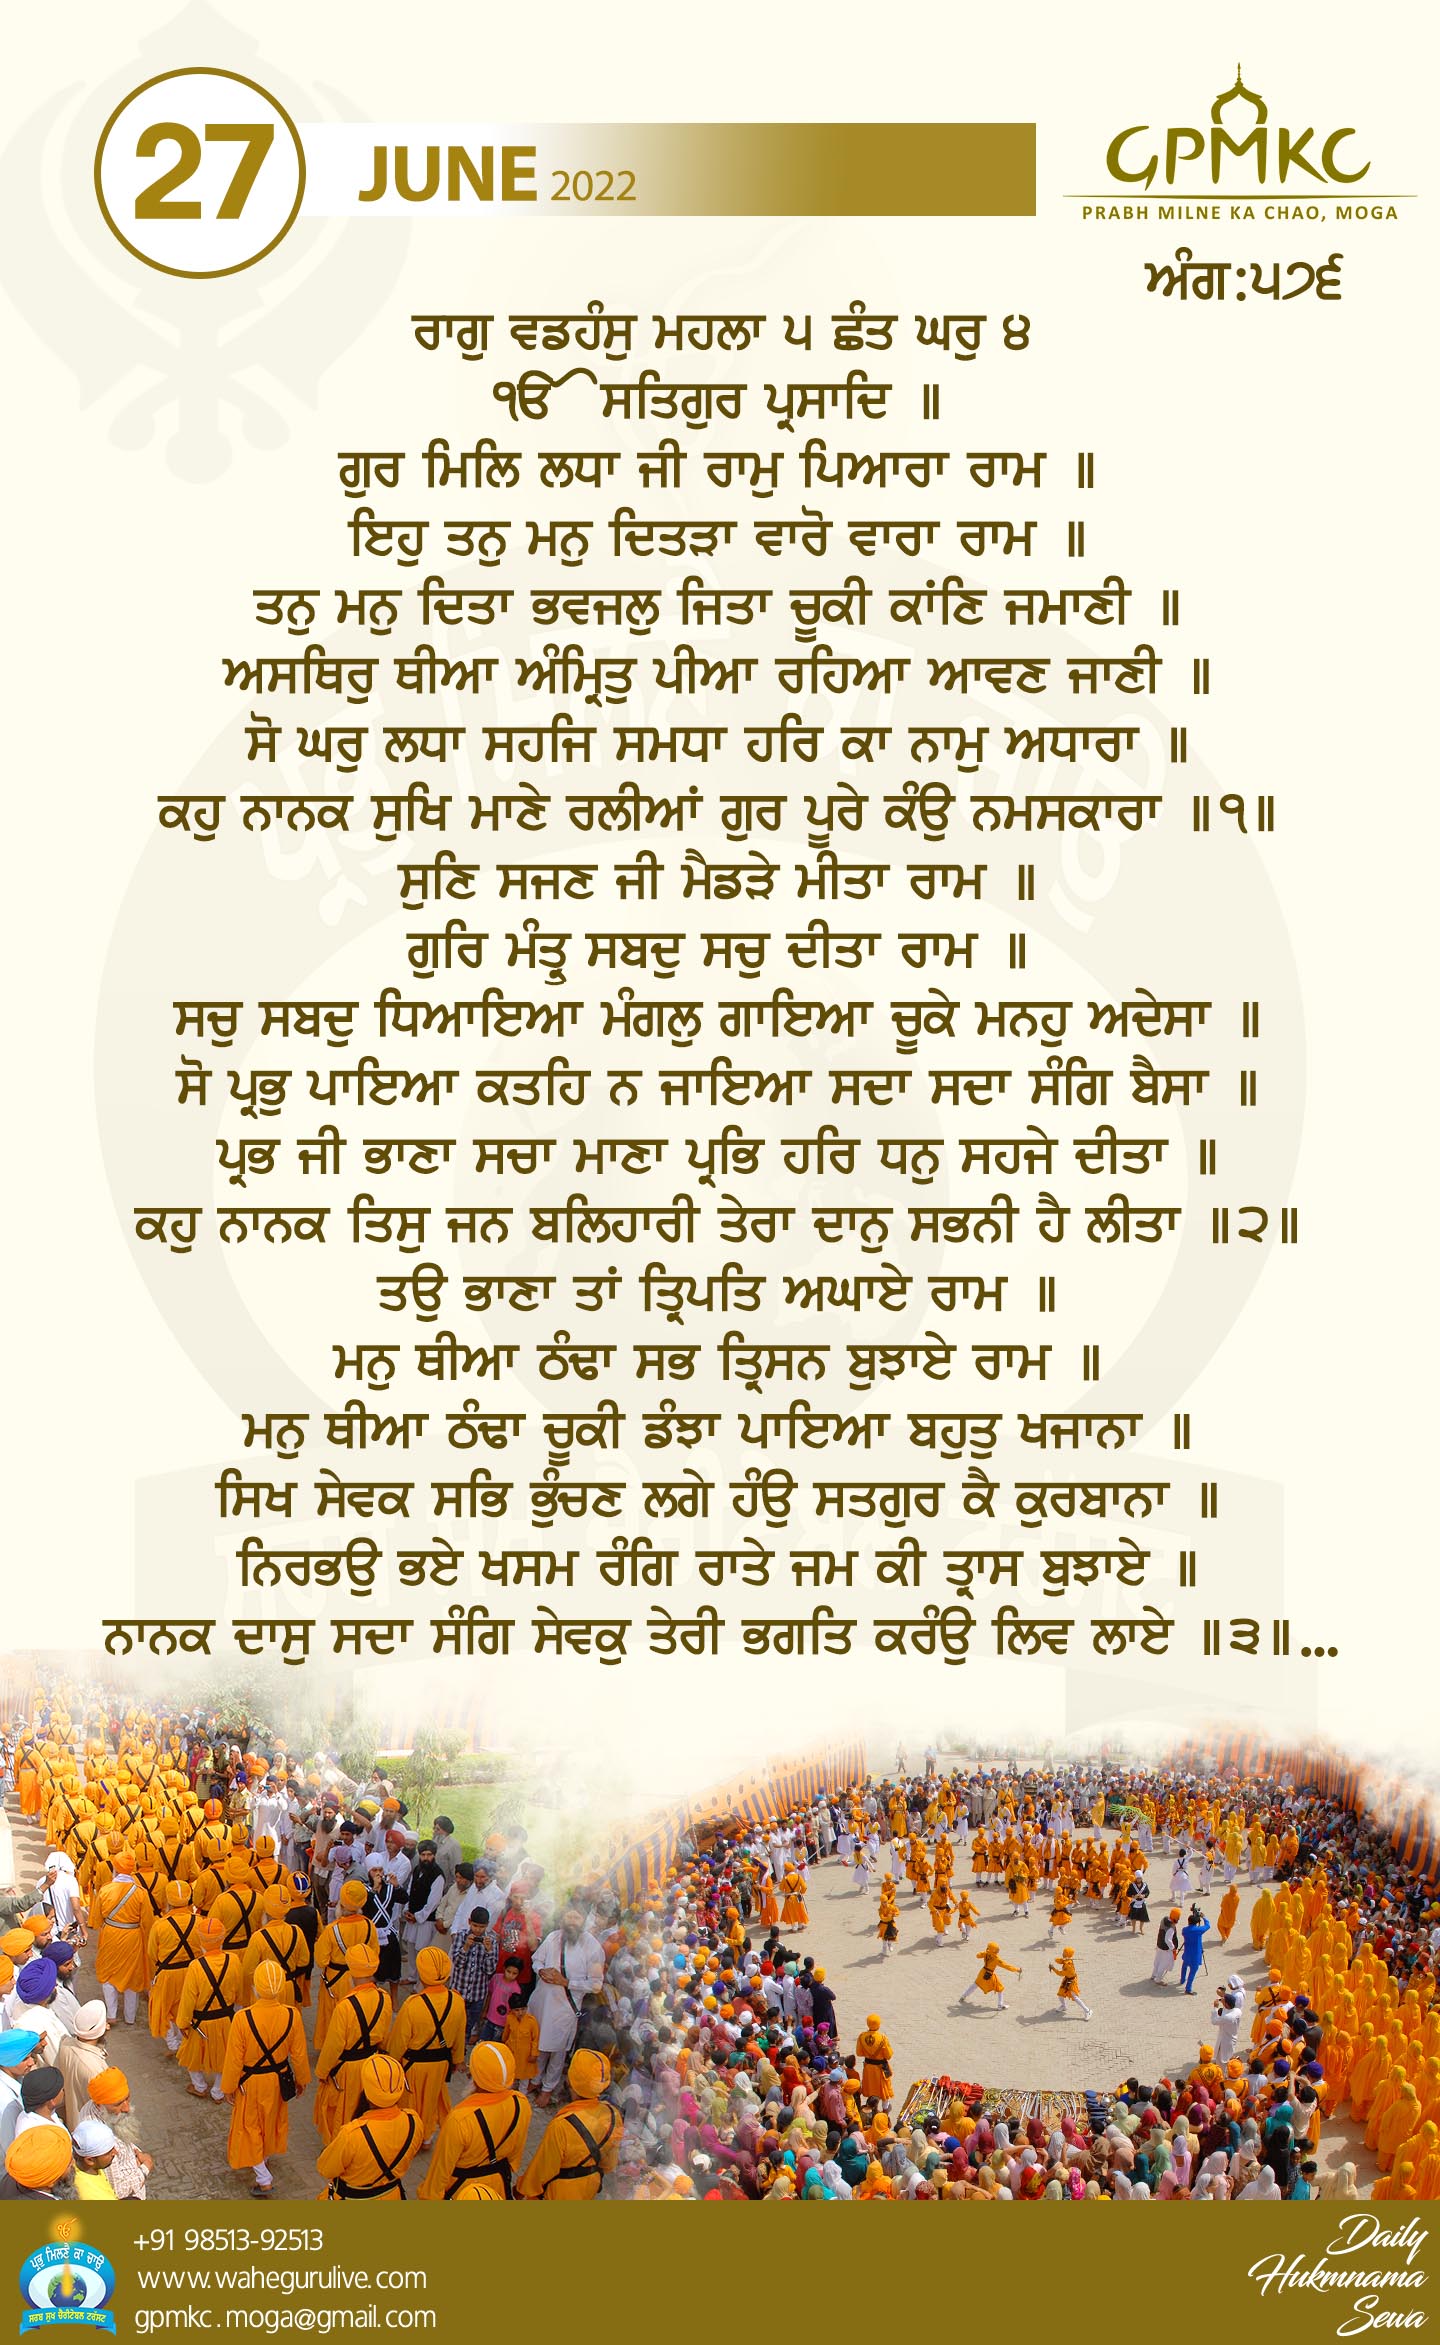 27
JUNE 2022
GPMKC
PRABH MILNE KA CHAO, MOGA
ਅੰਗ:੫੭੬
ਰਾਗੁ ਵਡਹੰਸੁ ਮਹਲਾ ੫ ਛੰਤ ਘਰੁ ੪
ੴ ਸਤਿਗੁਰ ਪ੍ਰਸਾਦਿ ॥
ਗੁਰ ਮਿਲਿ ਲਧਾ ਜੀ ਰਾਮੁ ਪਿਆਰਾ ਰਾਮ ॥
ਇਹੁ ਤਨੁ ਮਨੁ ਦਿਤੜਾ ਵਾਰੋ ਵਾਰਾ ਰਾਮ ॥
ਤਨੁ ਮਨੁ ਦਿਤਾ ਭਵਜਲੁ ਜਿਤਾ ਚੂਕੀ ਕਾਂਣਿ ਜਮਾਣੀ ॥
ਅਸਥਿਰੁ ਥੀਆ ਅੰਮ੍ਰਿਤੁ ਪੀਆ ਰਹਿਆ ਆਵਣ ਜਾਣੀ ॥
ਸੋ ਘਰੁ ਲਧਾ ਸਹਜਿ ਸਮਧਾ ਹਰਿ ਕਾ ਨਾਮੁ ਅਧਾਰਾ ॥
ਕਹੁ ਨਾਨਕ ਸੁਖਿ ਮਾਣੇ ਰਲੀਆਂ ਗੁਰ ਪੂਰੇ ਕੰਉ ਨਮਸਕਾਰਾ ॥੧॥
ਸੁਣਿ ਸਜਣ ਜੀ ਮੈਡੜੇ ਮੀਤਾ ਰਾਮ ॥
ਗੁਰਿ ਮੰਤ੍ਰੁ ਸਬਦੁ ਸਚੁ ਦੀਤਾ ਰਾਮ ॥
ਸਚੁ ਸਬਦੁ ਧਿਆਇਆ ਮੰਗਲੁ ਗਾਇਆ ਚੂਕੇ ਮਨਹੁ ਅਦੇਸਾ ॥
ਸੋ ਪ੍ਰਭੁ ਪਾਇਆ ਕਤਹਿ ਨ ਜਾਇਆ ਸਦਾ ਸਦਾ ਸੰਗਿ ਬੈਸਾ ॥
ਪ੍ਰਭ ਜੀ ਭਾਣਾ ਸਚਾ ਮਾਣਾ ਪ੍ਰਭਿ ਹਰਿ ਧਨੁ ਸਹਜੇ ਦੀਤਾ ॥
ਕਹੁ ਨਾਨਕ ਤਿਸੁ ਜਨ ਬਲਿਹਾਰੀ ਤੇਰਾ ਦਾਨੁ ਸਭਨੀ ਹੈ ਲੀਤਾ ॥੨॥
ਤਉ ਭਾਣਾ ਤਾਂ ਤ੍ਰਿਪਤਿ ਅਘਾਏ ਰਾਮ ॥
ਮਨੁ ਥੀਆ ਠੰਢਾ ਸਭ ਤ੍ਰਿਸਨ ਬੁਝਾਏ ਰਾਮ ॥
ਮਨੁ ਥੀਆ ਠੰਢਾ ਚੂਕੀ ਡੰਝਾ ਪਾਇਆ ਬਹੁਤੁ ਖਜਾਨਾ ॥
ਸਿਖ ਸੇਵਕ ਸਭਿ ਭੁੰਚਣ ਲਗੇ ਹੰਉ ਸਤਗੁਰ ਕੈ ਕੁਰਬਾਨਾ ॥
ਨਿਰਭਉ ਭਏ ਖਸਮ ਰੰਗਿ ਰਾਤੇ ਜਮ ਕੀ ਤ੍ਰਾਸ ਬੁਝਾਏ ॥
ਨਾਨਕ ਦਾਸੁ ਸਦਾ ਸੰਗਿ ਸੇਵਕੁ ਤੇਰੀ ਭਗਤਿ ਕਰੰਉ ਲਿਵ ਲਾਏ ॥੩॥...
ਪ੍ਰਭੁ ਮਿਲਣੈ ਕਾ ਚਾਉ
ਸਰਬ ਸੁਖ ਚੈਰੀਟੇਬਲ ਟਰੱਸਟ
+91 98513-92513
www.wahegurulive.com
gpmkc.moga@gmail.com
Daily
Hukmnama
Sewa